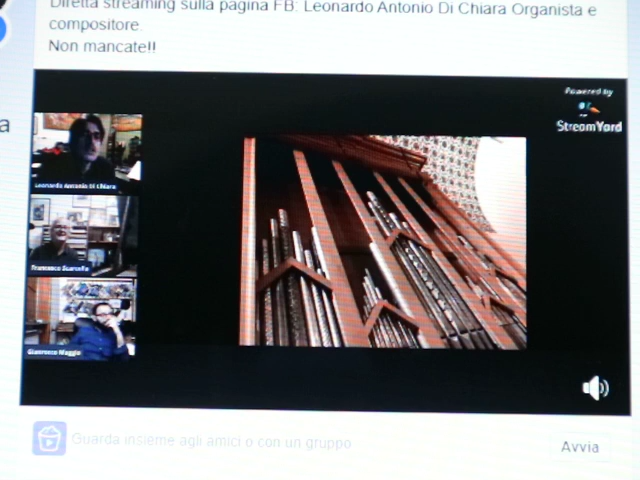 Diretta streaming sulla pagina FB: Leonardo Antonio Di Chiara Organista e
compositore.
Non mancate!!
a
Powered by
StreamYard
Leonardo Antonio Di Chiara
Francesco Scarcella
Gianrocco Maggio
Guarda insieme agli amici o con un gruppo
Avvia